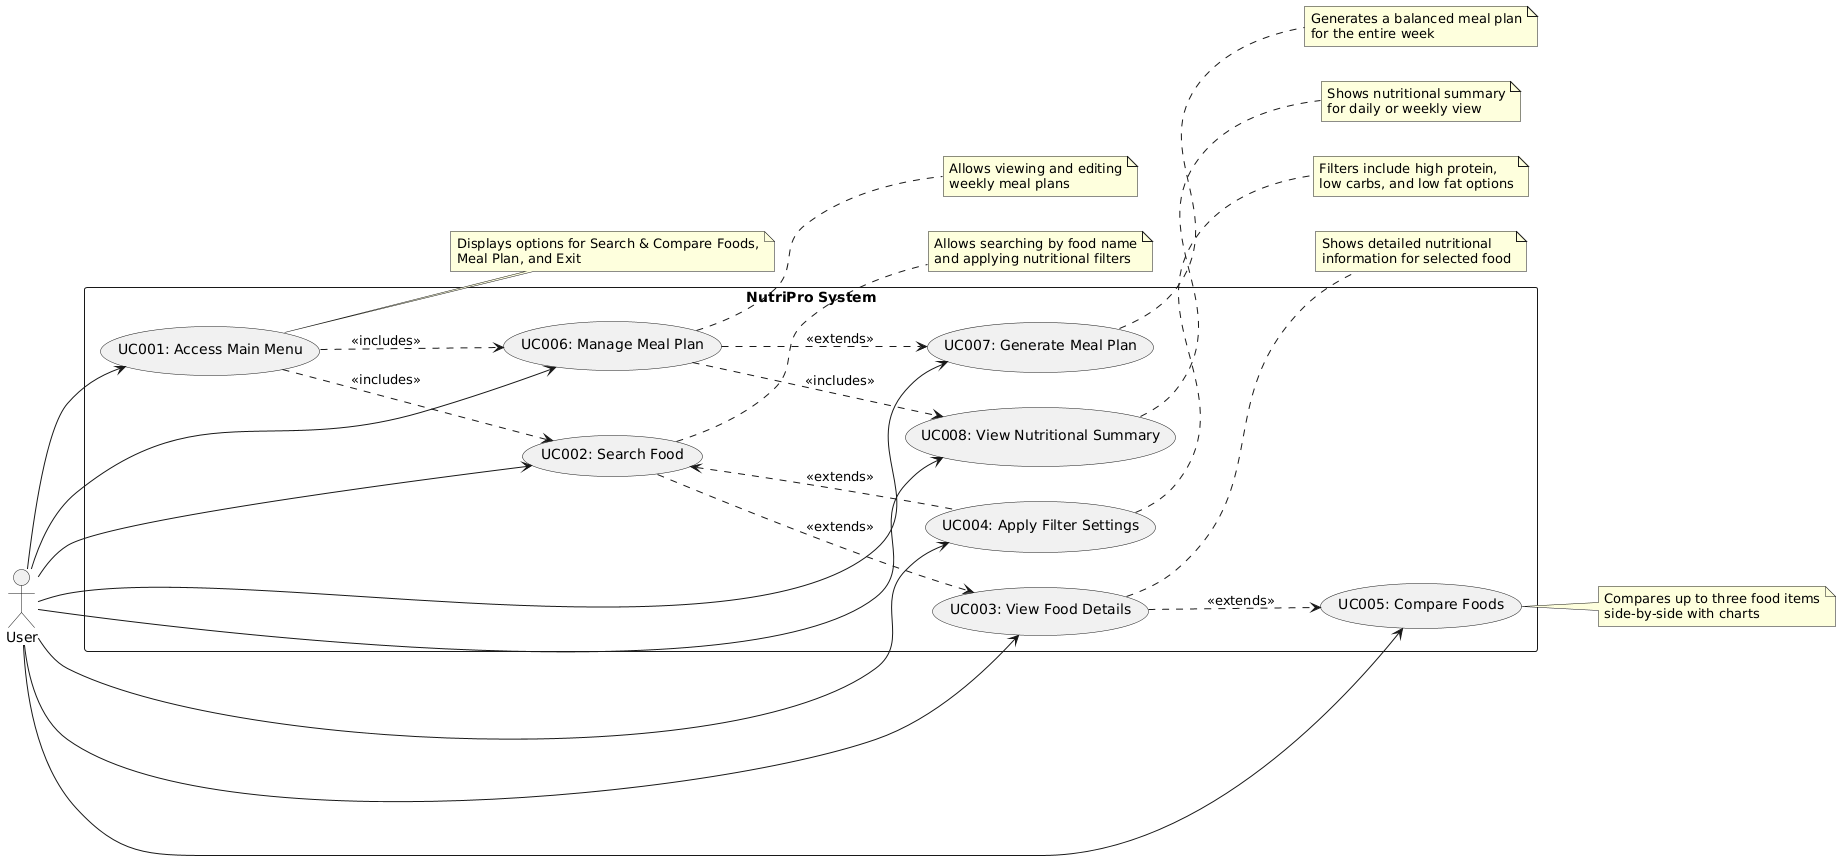 Generates a balanced meal plan
for the entire week
Shows nutritional summary
for daily or weekly view
Allows viewing and editing
weekly meal plans
Filters include high protein,
low carbs, and low fat options
Displays options for Search & Compare Foods,
Meal Plan, and Exit
Allows searching by food name
and applying nutritional filters
Shows detailed nutritional
information for selected food
NutriPro System
UC001: Access Main Menu
«includes»
UC006: Manage Meal Plan
«extends»
UC007: Generate Meal Plan
«includes»
«includes»
UC008: View Nutritional Summary
UC002: Search Food
«extends»
UC004: Apply Filter Settings
«extends»
UC003: View Food Details
«extends»
UC005: Compare Foods
Compares up to three food items
side-by-side with charts
User